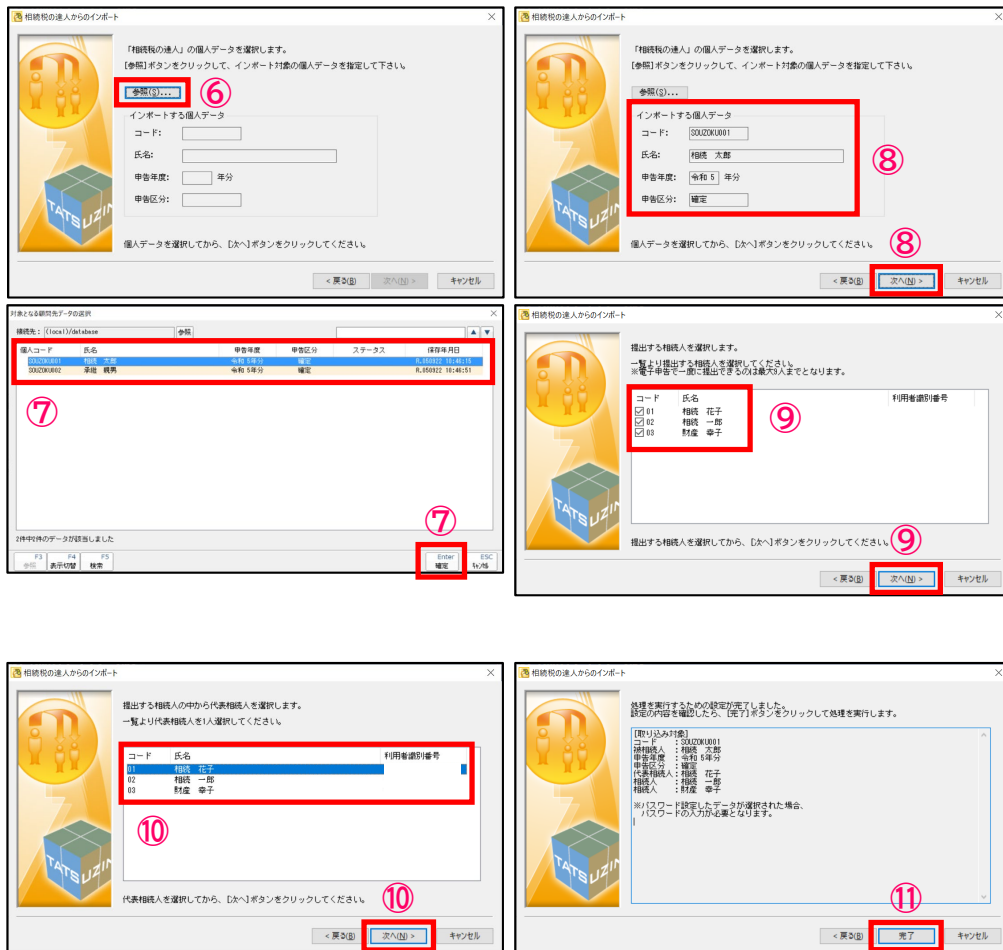 相続税の達人からのインポート
「相続税の達人」の個人データを選択します。
[参照]ボタンをクリックして、インポート対象の個人データを指定して下さい。
参照(S)...
⑥
インポートする個人データ
コード:
氏名:
申告年度: 年分
申告区分:
個人データを選択してから、[次へ]ボタンをクリックしてください。
TATSUZIN
< 戻る(B) 次へ(N) > キャンセル
相続税の達人からのインポート
「相続税の達人」の個人データを選択します。
[参照]ボタンをクリックして、インポート対象の個人データを指定して下さい。
参照(S)...
インポートする個人データ
コード: SOUZOKU001
氏名: 相続 太郎
⑧
申告年度: 令和 5 年分
申告区分: 確定
個人データを選択してから、[次へ]ボタンをクリックしてください。
⑧
TATSUZIN
< 戻る(B) 次へ(N) > キャンセル
対象となる顧問先データの選択
接続先: (local)/database 参照
個人コード 氏名 申告年度 申告区分 ステータス 保存年月日
SOUZOKU001 相続 太郎 令和 5年分 確定 R.050922 10:46:15
SOUZOKU002 承継 親男 令和 5年分 確定 R.050922 10:46:51
⑦
⑦
2件中2件のデータが該当しました
F3 F4 F5 Enter ESC
参照 表示切替 検索 確定 ｷｬﾝｾﾙ
相続税の達人からのインポート
提出する相続人を選択します。
一覧より提出する相続人を選択してください。
※電子申告で一度に提出できるのは最大9人までとなります。
コード 氏名 利用者識別番号
01 相続 花子
02 相続 一郎
03 財産 幸子
⑨
TATSUZIN
提出する相続人を選択してから、[次へ]ボタンをクリックしてください。
⑨
< 戻る(B) 次へ(N) > キャンセル
相続税の達人からのインポート
提出する相続人の中から代表相続人を選択します。
一覧より代表相続人を1人選択してください。
コード 氏名 利用者識別番号
01 相続 花子
02 相続 一郎
03 財産 幸子
⑩
TATSUZIN
代表相続人を選択してから、[次へ]ボタンをクリックしてください。
⑩
< 戻る(B) 次へ(N) > キャンセル
相続税の達人からのインポート
処理を実行するための設定が完了しました。
設定の内容を確認したら、[完了]ボタンをクリックして処理を実行します。
[取り込み対象]
コード : SOUZOKU001
被相続人 : 相続 太郎
申告年度 : 令和 5年分
申告区分 : 確定
代表相続人 : 相続 花子
相続人 : 相続 一郎
相続人 : 財産 幸子
※パスワード設定したデータが選択された場合、
パスワードの入力が必要となります。
TATSUZIN
⑪
< 戻る(B) 完了 キャンセル